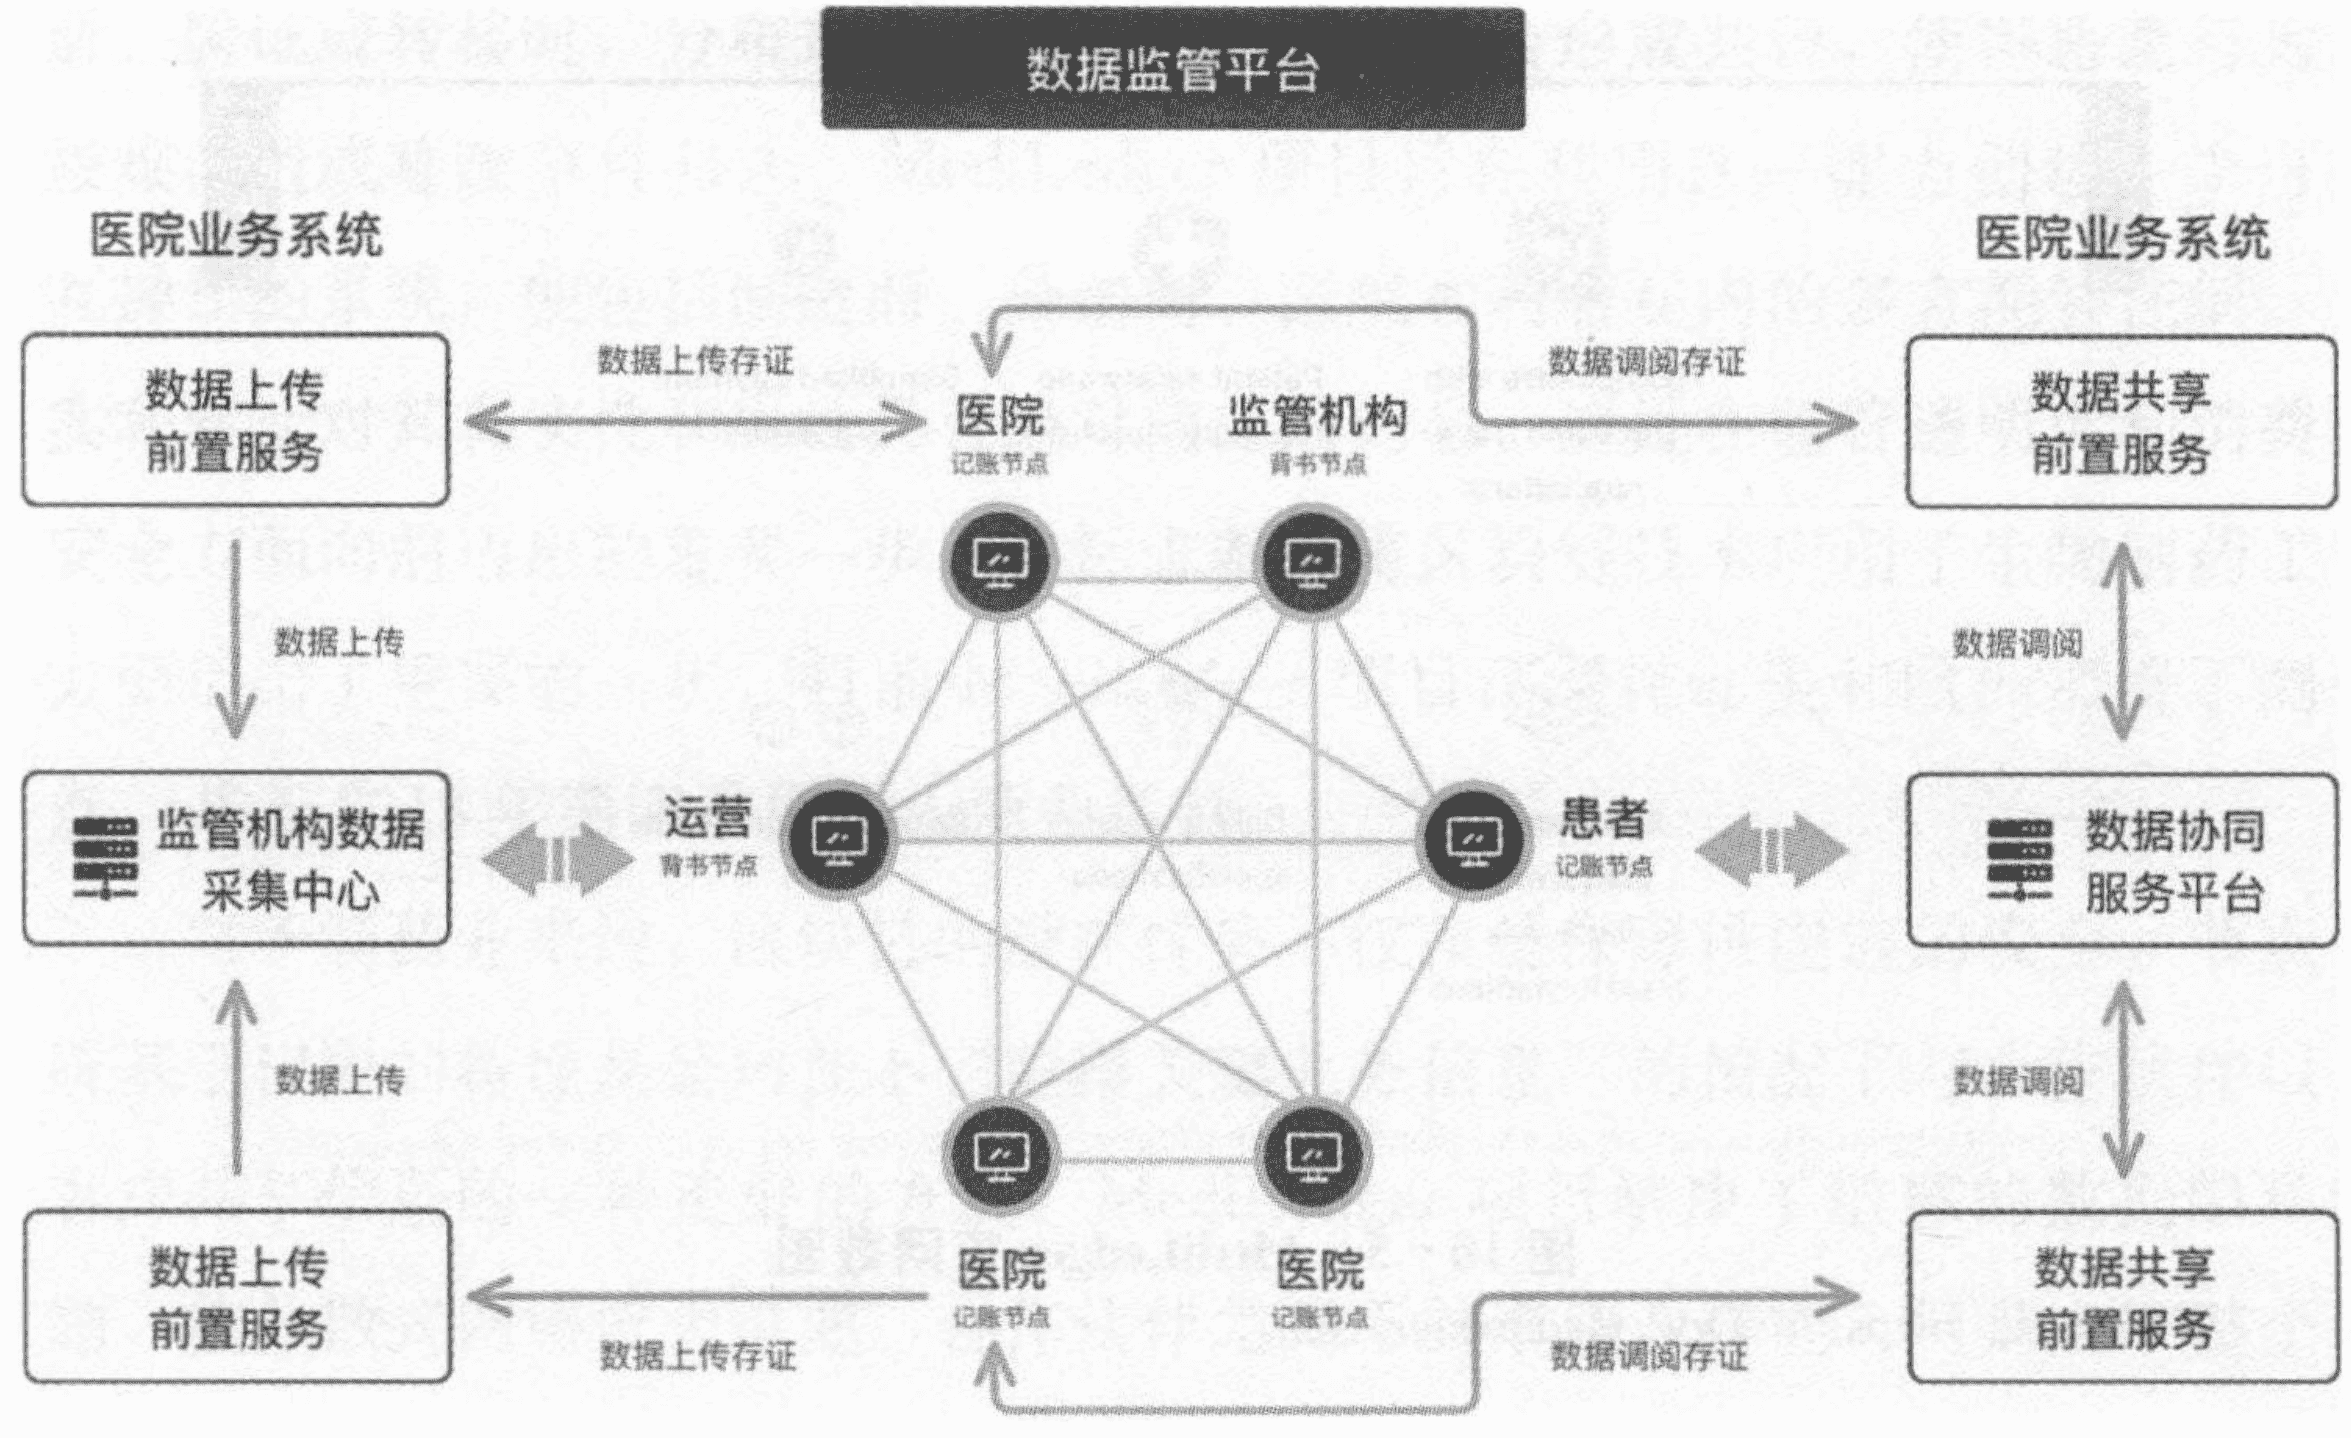 数据监管平台
医院业务系统
医院业务系统
数据上传
前置服务
数据上传存证
医院
记账节点
监管机构
背书节点
数据调阅存证
数据共享
前置服务
数据上传
数据调阅
监管机构数据
采集中心
运营
背书节点
患者
记账节点
数据协同
服务平台
数据上传
数据调阅
数据上传
前置服务
数据上传存证
医院
记账节点
医院
记账节点
数据调阅存证
数据共享
前置服务